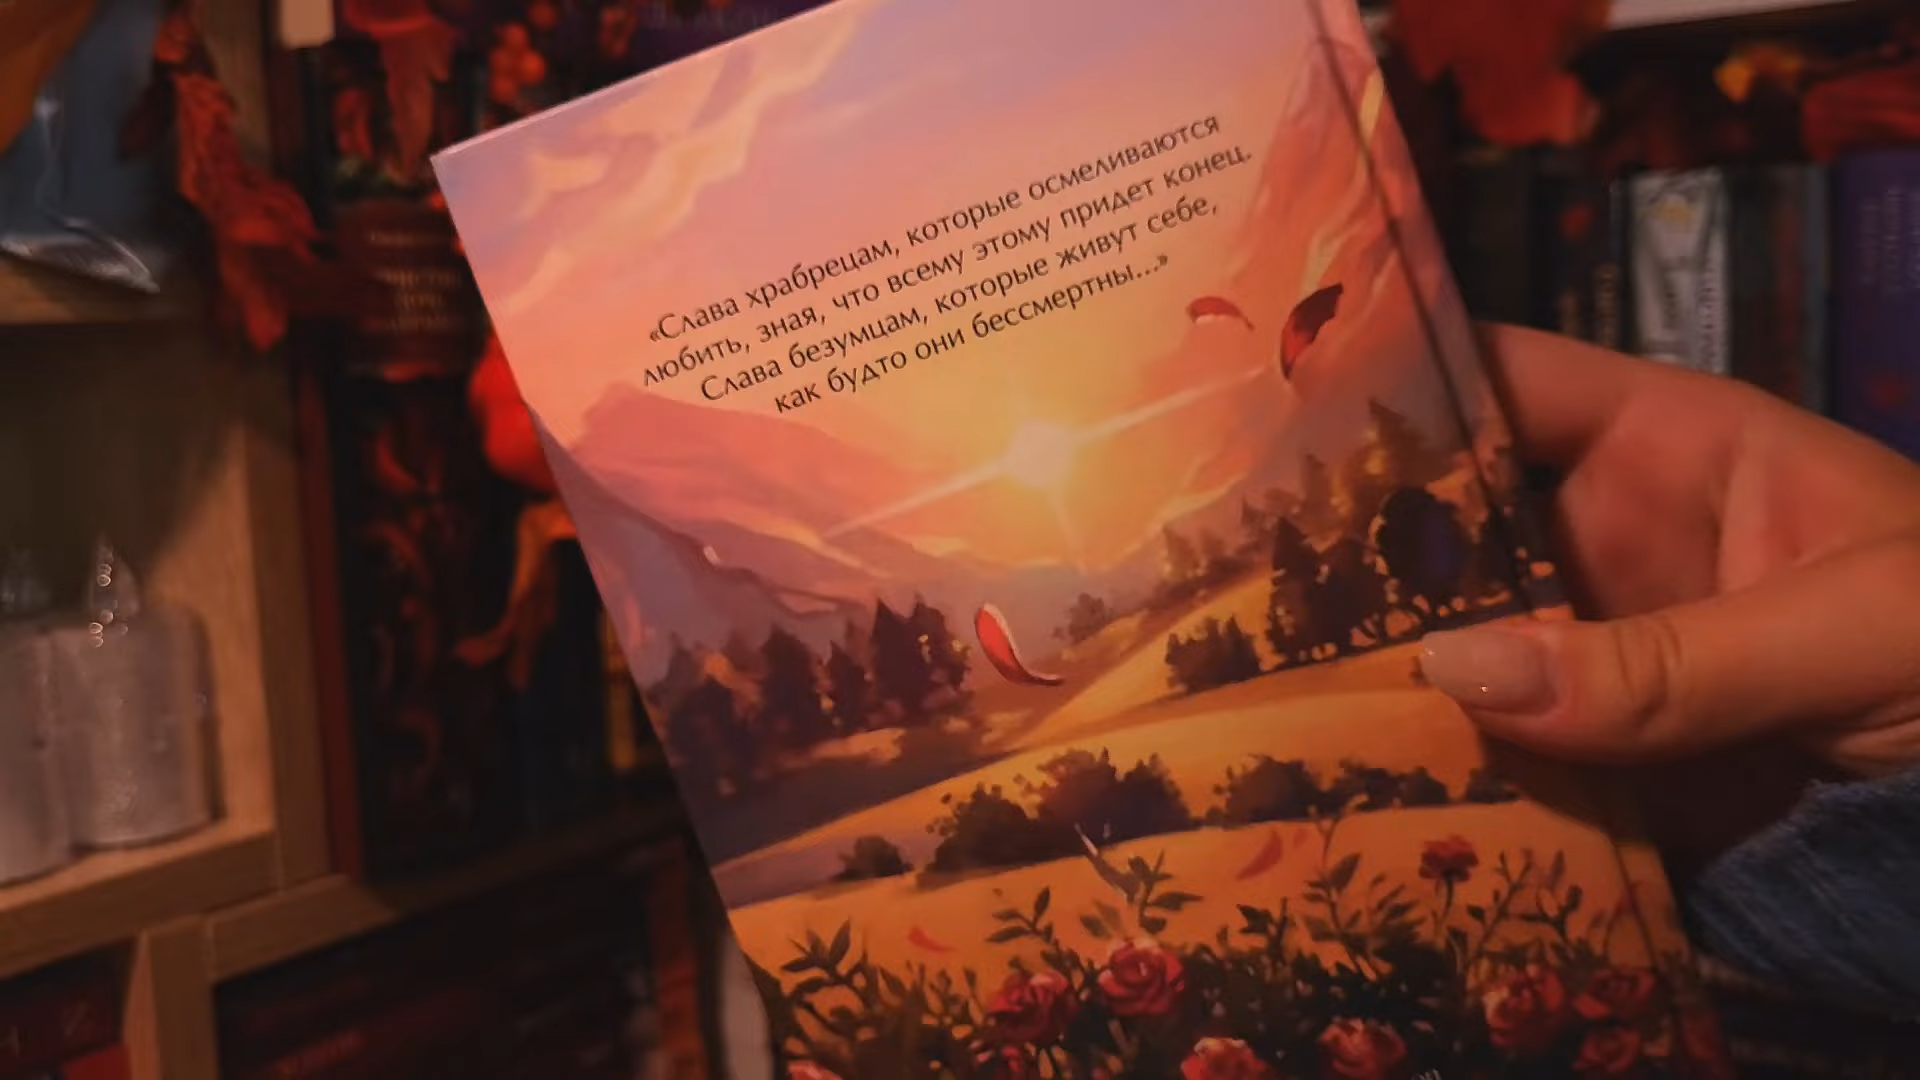 «Слава храбрецам, которые осмеливаются
любить, зная, что всему этому придет конец.
Слава безумцам, которые живут себе,
как будто они бессмертны...»